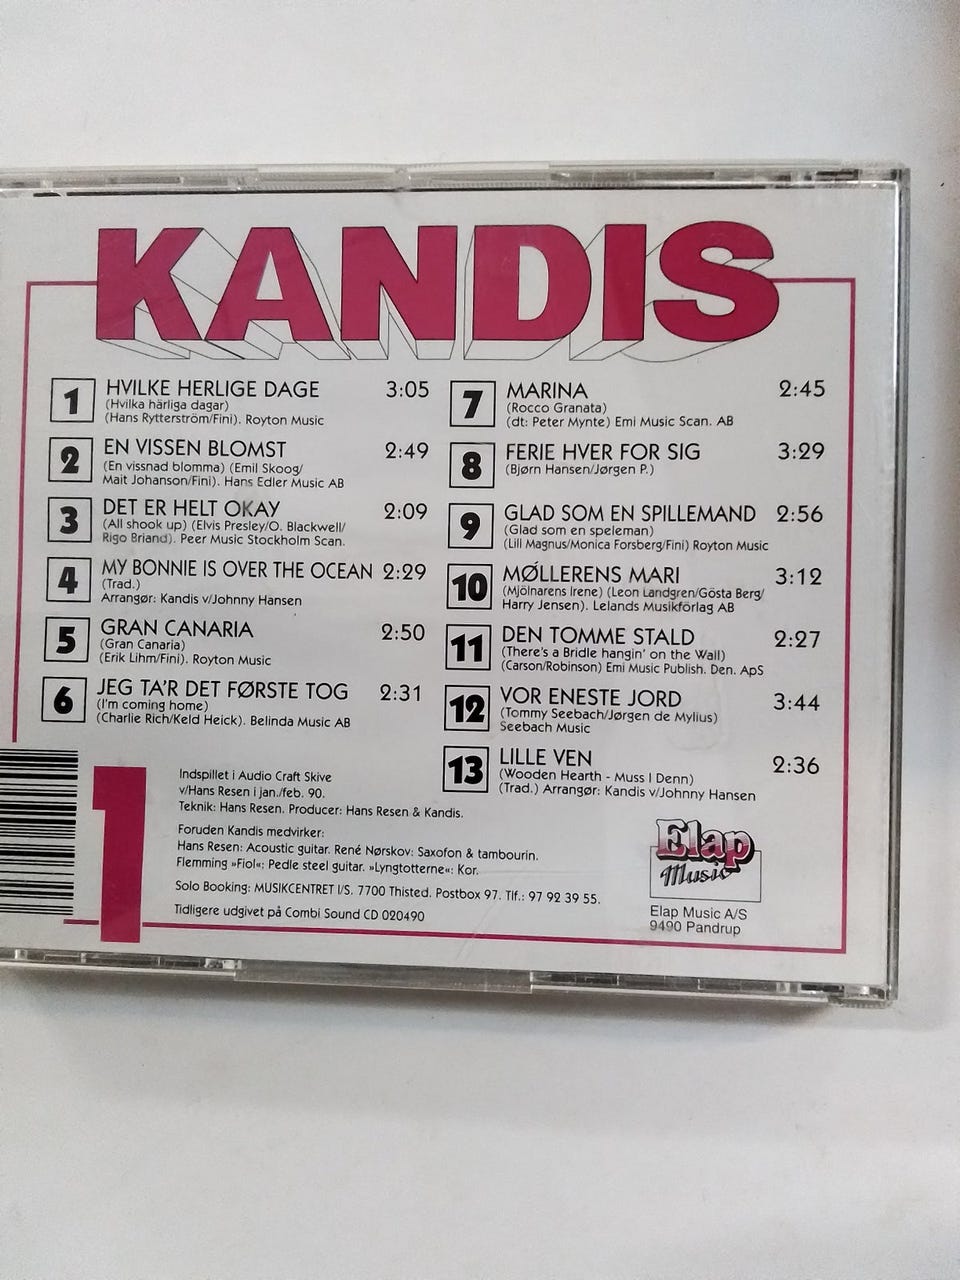 KANDIS
1 HVILKE HERLIGE DAGE 3:05
(Hvilka härliga dagar)
(Hans Rytterström/Fini). Royton Music
2 EN VISSEN BLOMST 2:49
(En vissnad blomma) (Emil Skoog/
Mait Johanson/Fini). Hans Edler Music AB
3 DET ER HELT OKAY 2:09
(All shook up) (Elvis Presley/O. Blackwell/
Rigo Briand). Peer Music Stockholm Scan.
4 MY BONNIE IS OVER THE OCEAN 2:29
(Trad.)
Arrangør: Kandis v/Johnny Hansen
5 GRAN CANARIA 2:50
(Gran Canaria)
(Erik Lihm/Fini). Royton Music
6 JEG TA'R DET FØRSTE TOG 2:31
(I'm coming home)
(Charlie Rich/Keld Heick). Belinda Music AB
7 MARINA 2:45
(Rocco Granata)
(dt: Peter Mynte) Emi Music Scan. AB
8 FERIE HVER FOR SIG 3:29
(Bjørn Hansen/Jørgen P.)
9 GLAD SOM EN SPILLEMAND 2:56
(Glad som en speleman)
(Lill Magnus/Monica Forsberg/Fini) Royton Music
10 MØLLERENS MARI 3:12
(Mjölnarens Irene) (Leon Landgren/Gösta Berg/
Harry Jensen). Lelands Musikförlag AB
11 DEN TOMME STALD 2:27
(There's a Bridle hangin' on the Wall)
(Carson/Robinson) Emi Music Publish. Den. ApS
12 VOR ENESTE JORD 3:44
(Tommy Seebach/Jørgen de Mylius)
Seebach Music
13 LILLE VEN 2:36
(Wooden Hearth - Muss I Denn)
(Trad.) Arrangør: Kandis v/Johnny Hansen
1
Indspillet i Audio Craft Skive
v/Hans Resen i jan./feb. 90.
Teknik: Hans Resen. Producer: Hans Resen & Kandis.
Foruden Kandis medvirker:
Hans Resen: Acoustic guitar. René Nørskov: Saxofon & tambourin.
Flemming »Fiol«: Pedle steel guitar. »Lyngtotterne«: Kor.
Solo Booking: MUSIKCENTRET I/S. 7700 Thisted. Postbox 97. Tlf.: 97 92 39 55.
Tidligere udgivet på Combi Sound CD 020490
Elap
Music
Elap Music A/S
9490 Pandrup